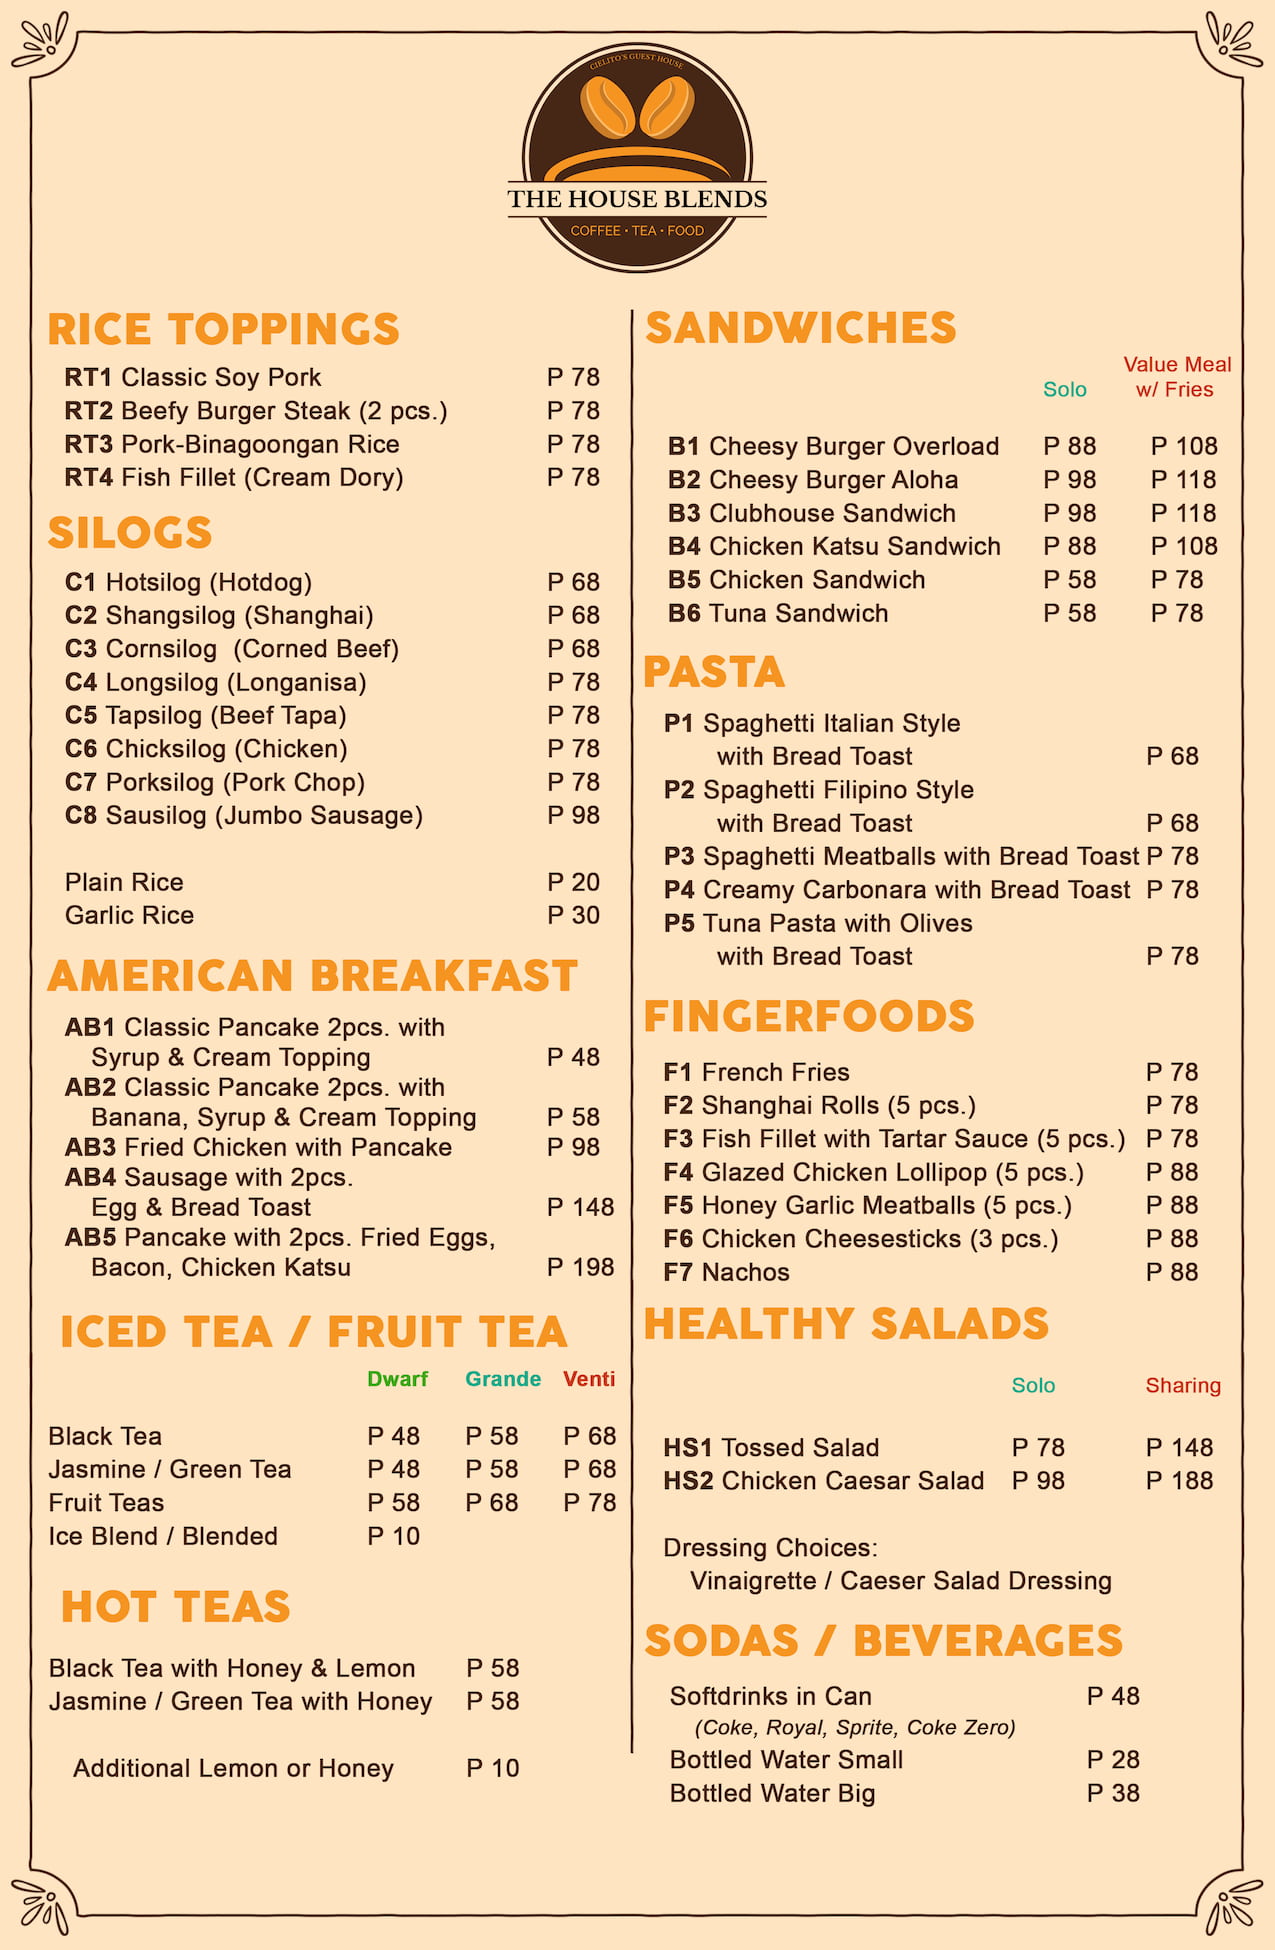 CIELITO'S GUEST HOUSE
THE HOUSE BLENDS
COFFEE • TEA • FOOD
RICE TOPPINGS
RT1 Classic Soy Pork P 78
RT2 Beefy Burger Steak (2 pcs.) P 78
RT3 Pork-Binagoongan Rice P 78
RT4 Fish Fillet (Cream Dory) P 78
SILOGS
C1 Hotsilog (Hotdog) P 68
C2 Shangsilog (Shanghai) P 68
C3 Cornsilog (Corned Beef) P 68
C4 Longsilog (Longanisa) P 78
C5 Tapsilog (Beef Tapa) P 78
C6 Chicksilog (Chicken) P 78
C7 Porksilog (Pork Chop) P 78
C8 Sausilog (Jumbo Sausage) P 98
Plain Rice P 20
Garlic Rice P 30
AMERICAN BREAKFAST
AB1 Classic Pancake 2pcs. with
Syrup & Cream Topping P 48
AB2 Classic Pancake 2pcs. with
Banana, Syrup & Cream Topping P 58
AB3 Fried Chicken with Pancake P 98
AB4 Sausage with 2pcs.
Egg & Bread Toast P 148
AB5 Pancake with 2pcs. Fried Eggs,
Bacon, Chicken Katsu P 198
ICED TEA / FRUIT TEA
Dwarf Grande Venti
Black Tea P 48 P 58 P 68
Jasmine / Green Tea P 48 P 58 P 68
Fruit Teas P 58 P 68 P 78
Ice Blend / Blended P 10
HOT TEAS
Black Tea with Honey & Lemon P 58
Jasmine / Green Tea with Honey P 58
Additional Lemon or Honey P 10
SANDWICHES
Value Meal
Solo w/ Fries
B1 Cheesy Burger Overload P 88 P 108
B2 Cheesy Burger Aloha P 98 P 118
B3 Clubhouse Sandwich P 98 P 118
B4 Chicken Katsu Sandwich P 88 P 108
B5 Chicken Sandwich P 58 P 78
B6 Tuna Sandwich P 58 P 78
PASTA
P1 Spaghetti Italian Style
with Bread Toast P 68
P2 Spaghetti Filipino Style
with Bread Toast P 68
P3 Spaghetti Meatballs with Bread Toast P 78
P4 Creamy Carbonara with Bread Toast P 78
P5 Tuna Pasta with Olives
with Bread Toast P 78
FINGERFOODS
F1 French Fries P 78
F2 Shanghai Rolls (5 pcs.) P 78
F3 Fish Fillet with Tartar Sauce (5 pcs.) P 78
F4 Glazed Chicken Lollipop (5 pcs.) P 88
F5 Honey Garlic Meatballs (5 pcs.) P 88
F6 Chicken Cheesesticks (3 pcs.) P 88
F7 Nachos P 88
HEALTHY SALADS
Solo Sharing
HS1 Tossed Salad P 78 P 148
HS2 Chicken Caesar Salad P 98 P 188
Dressing Choices:
Vinaigrette / Caeser Salad Dressing
SODAS / BEVERAGES
Softdrinks in Can P 48
(Coke, Royal, Sprite, Coke Zero)
Bottled Water Small P 28
Bottled Water Big P 38